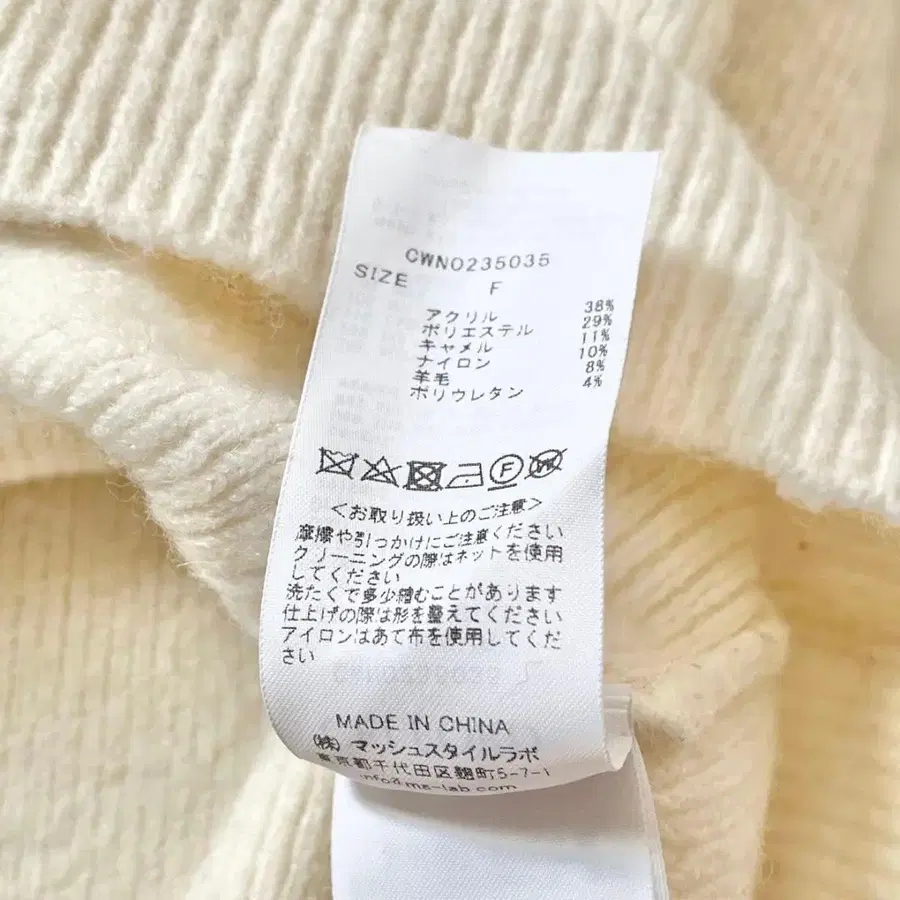 CWNO235035
SIZE F
アクリル 38%
ポリエステル 29%
キャメル 11%
ナイロン 10%
羊毛 8%
ポリウレタン 4%
<お取り扱い上のご注意>
摩擦や引っかけにご注意ください
クリーニングの際はネットを使用
してください
洗たくで多少縮むことがあります
仕上げの際は形を整えてください
アイロンはあて布を使用してくだ
さい
MADE IN CHINA
(株)マッシュスタイルラボ
東京都千代田区麹町5-7-1
info@ms-lab.com